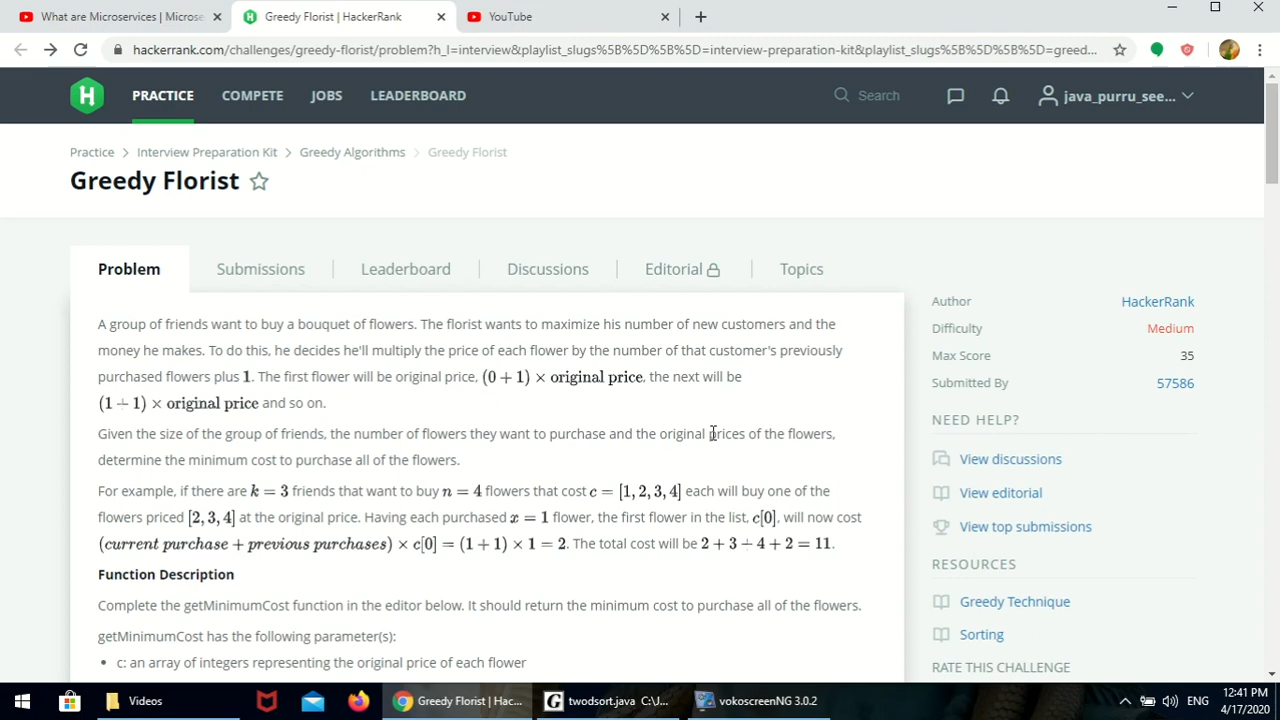 What are Microservices | Microse
Greedy Florist | HackerRank
YouTube
hackerrank.com/challenges/greedy-florist/problem?h_l=interview&playlist_slugs%5B%5D%5B%5D=interview-preparation-kit&playlist_slugs%5B%5D%5B%5D=greed...
H
PRACTICE
COMPETE
JOBS
LEADERBOARD
Search
java_purru_see...
Practice > Interview Preparation Kit > Greedy Algorithms > Greedy Florist
Greedy Florist
Problem
Submissions
Leaderboard
Discussions
Editorial
Topics
A group of friends want to buy a bouquet of flowers. The florist wants to maximize his number of new customers and the
money he makes. To do this, he decides he'll multiply the price of each flower by the number of that customer's previously
purchased flowers plus 1. The first flower will be original price, (0 + 1) × original price, the next will be
(1 + 1) × original price and so on.
Given the size of the group of friends, the number of flowers they want to purchase and the original prices of the flowers,
determine the minimum cost to purchase all of the flowers.
For example, if there are k = 3 friends that want to buy n = 4 flowers that cost c = [1, 2, 3, 4] each will buy one of the
flowers priced [2, 3, 4] at the original price. Having each purchased x = 1 flower, the first flower in the list, c[0], will now cost
(current purchase + previous purchases) × c[0] = (1 + 1) × 1 = 2. The total cost will be 2 + 3 + 4 + 2 = 11.
Function Description
Complete the getMinimumCost function in the editor below. It should return the minimum cost to purchase all of the flowers.
getMinimumCost has the following parameter(s):
• c: an array of integers representing the original price of each flower
Author HackerRank
Difficulty Medium
Max Score 35
Submitted By 57586
NEED HELP?
View discussions
View editorial
View top submissions
RESOURCES
Greedy Technique
Sorting
RATE THIS CHALLENGE
Videos
Greedy Florist | Hac...
G
twodsort.java C:\J...
vokoscreenNG 3.0.2
ENG
12:41 PM
4/17/2020